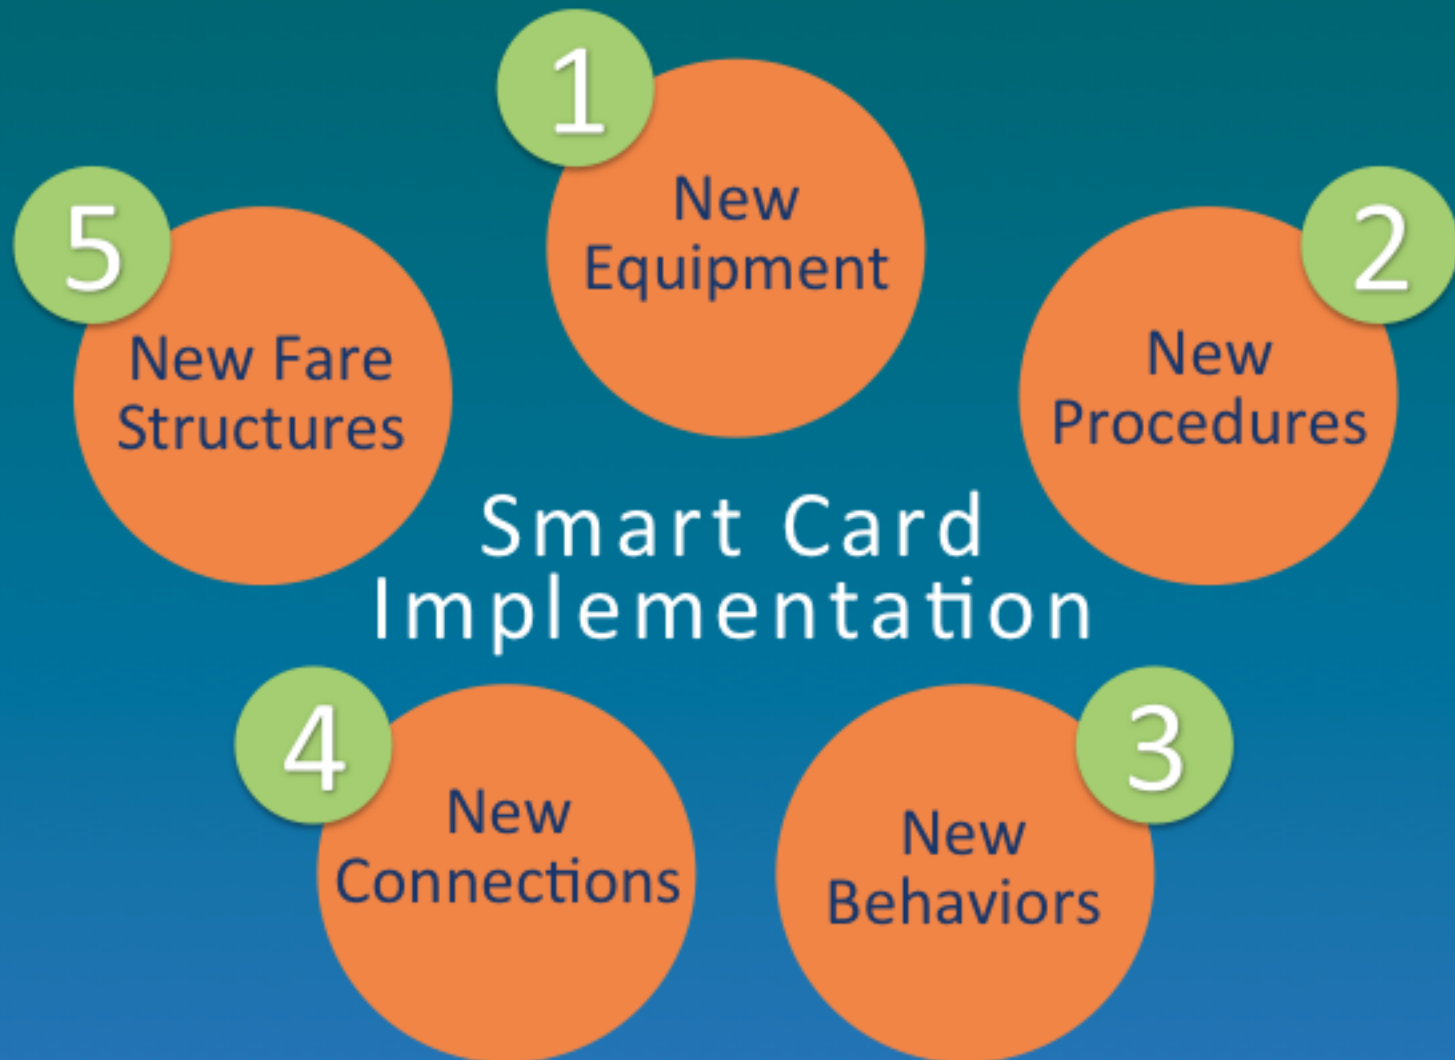 1
New
Equipment
2
New
Procedures
3
New
Behaviors
4
New
Connections
5
New Fare
Structures
Smart Card
Implementation